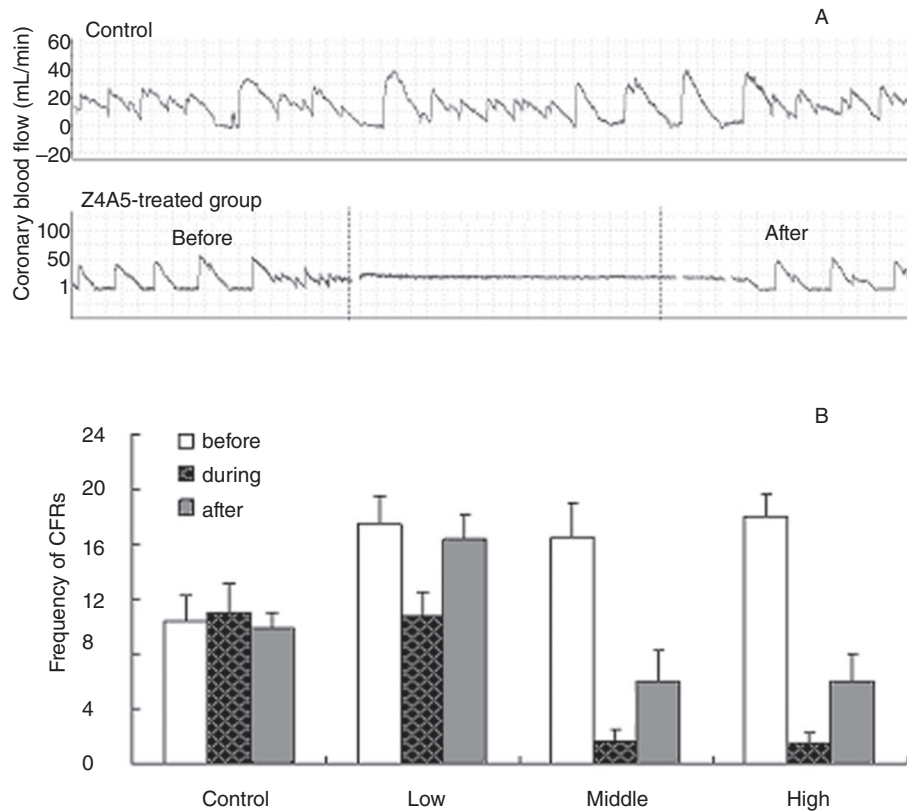 A
Control
Coronary blood flow (mL/min)
60
40
20
0
–20
Z4A5-treated group
Before
After
100
50
1
B
before
during
after
Frequency of CFRs
24
20
16
12
8
4
0
Control Low Middle High